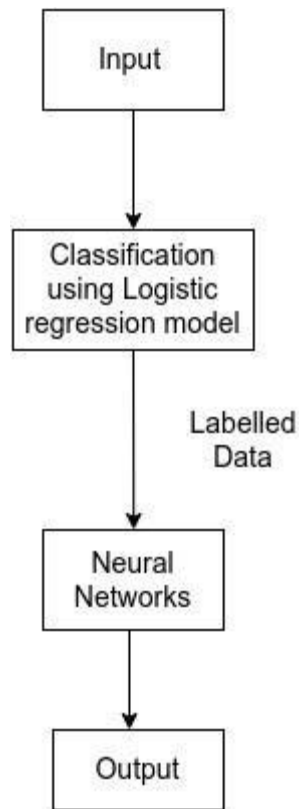 Input
Classification
using Logistic
regression model
Labelled
Data
Neural
Networks
Output